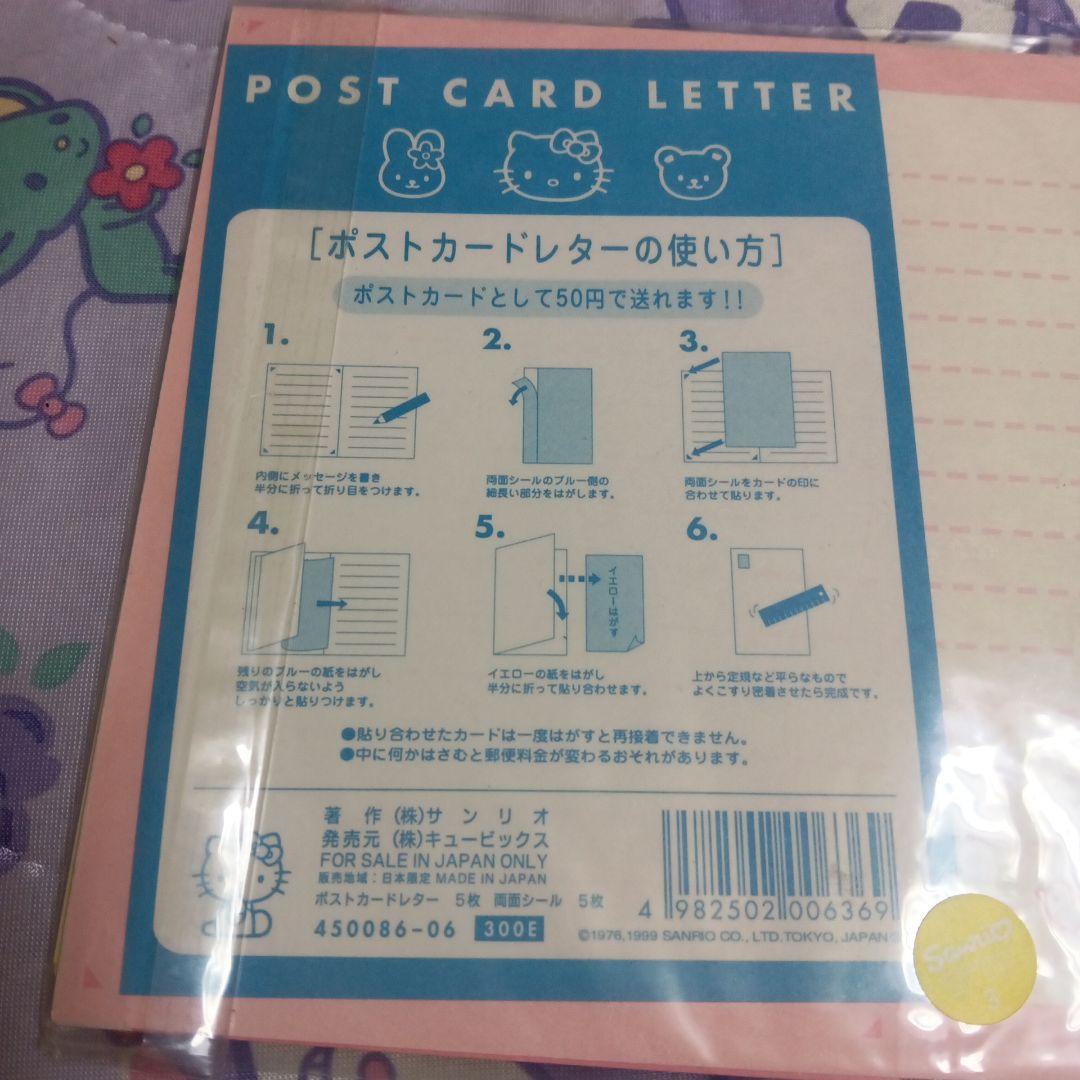 POST CARD LETTER
[ポストカードレターの使い方]
ポストカードとして50円で送れます!!
1.
内側にメッセージを書き
半分に折って折り目をつけます。
2.
両面シールのブルー側の
細長い部分をはがします。
3.
両面シールをカードの印に
合わせて貼ります。
4.
残りのブルーの紙をはがし
空気が入らないよう
しっかりと貼りつけます。
5.
イエローはがす
イエローの紙をはがし
半分に折って貼り合わせます。
6.
上から定規など平らなもので
よくこすり密着させたら完成です。
●貼り合わせたカードは一度はがすと再接着できません。
●中に何かはさむと郵便料金が変わるおそれがあります。
著作 (株)サンリオ
発売元 (株)キュービックス
FOR SALE IN JAPAN ONLY
販売地域:日本限定 MADE IN JAPAN
ポストカードレター 5枚 両面シール 5枚
450086-06 300E
4 982502 006369
©1976,1999 SANRIO CO., LTD.TOKYO, JAPAN
Sanrio
3